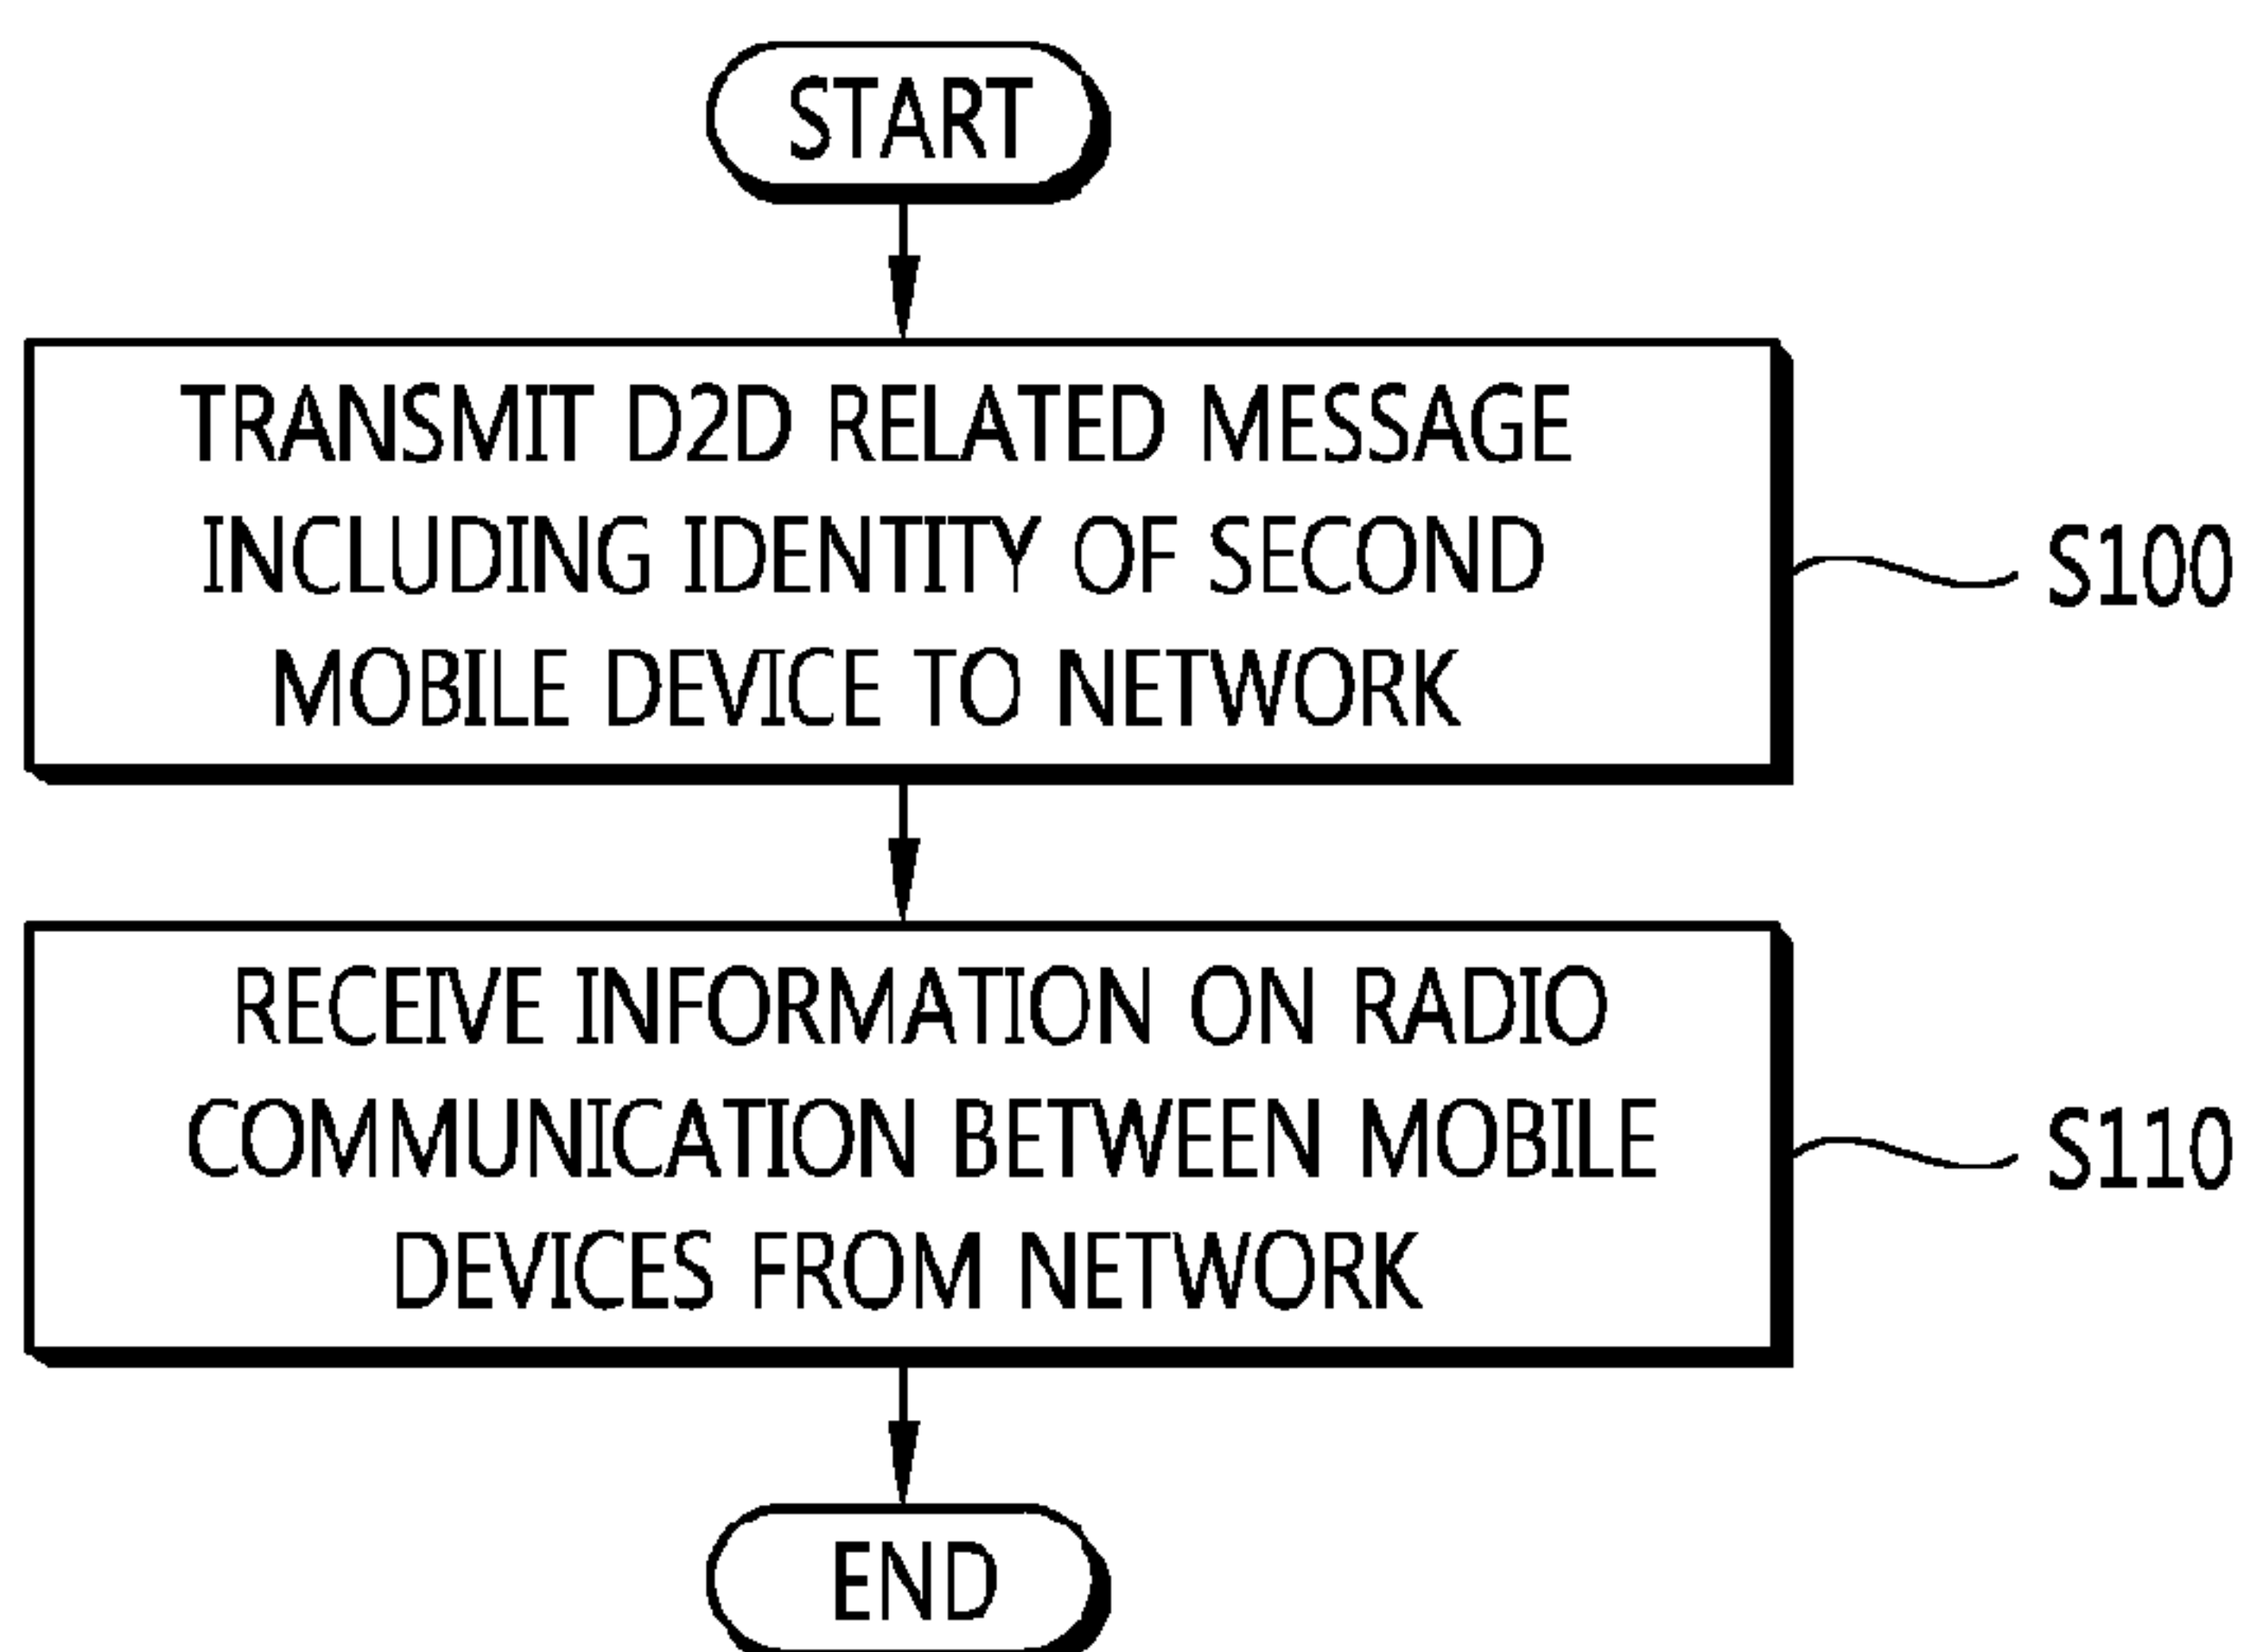 START
TRANSMIT D2D RELATED MESSAGE
INCLUDING IDENTITY OF SECOND
MOBILE DEVICE TO NETWORK
S100
RECEIVE INFORMATION ON RADIO
COMMUNICATION BETWEEN MOBILE
DEVICES FROM NETWORK
S110
END